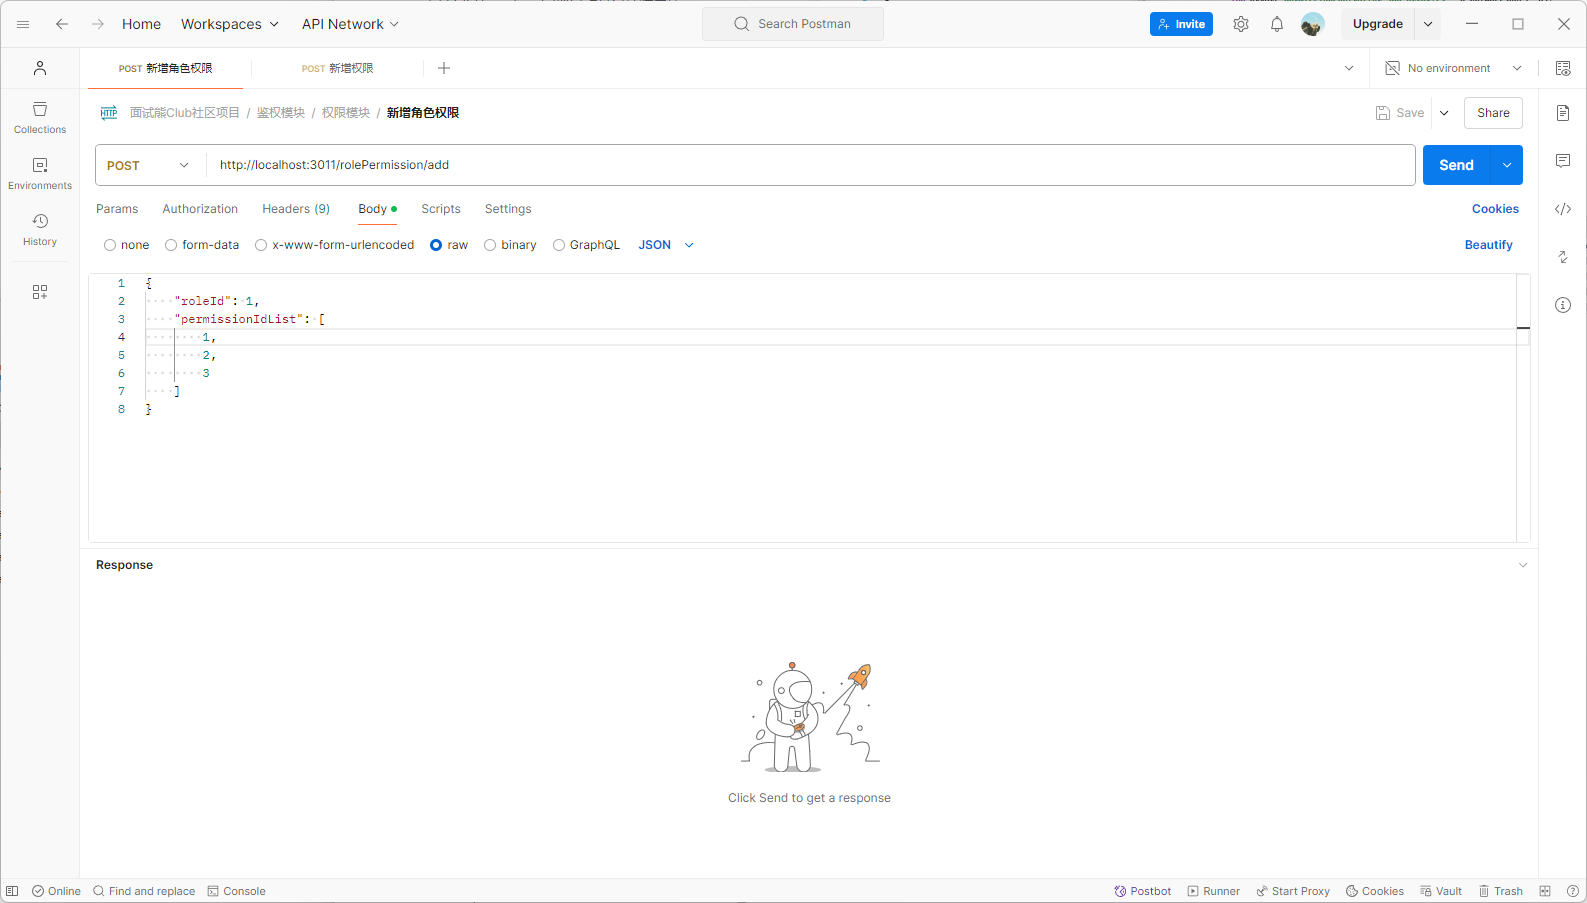 Home Workspaces API Network Search Postman Invite Upgrade
POST 新增角色权限 POST 新增权限 No environment
HTTP 面试熊Club社区项目 / 鉴权模块 / 权限模块 / 新增角色权限 Save Share
POST http://localhost:3011/rolePermission/add Send
Params Authorization Headers (9) Body Scripts Settings Cookies
none form-data x-www-form-urlencoded raw binary GraphQL JSON Beautify
Collections
Environments
History
1 {
2 "roleId": 1,
3 "permissionIdList": [
4 1,
5 2,
6 3
7 ]
8 }
Response
Click Send to get a response
Online Find and replace Console Postbot Runner Start Proxy Cookies Vault Trash